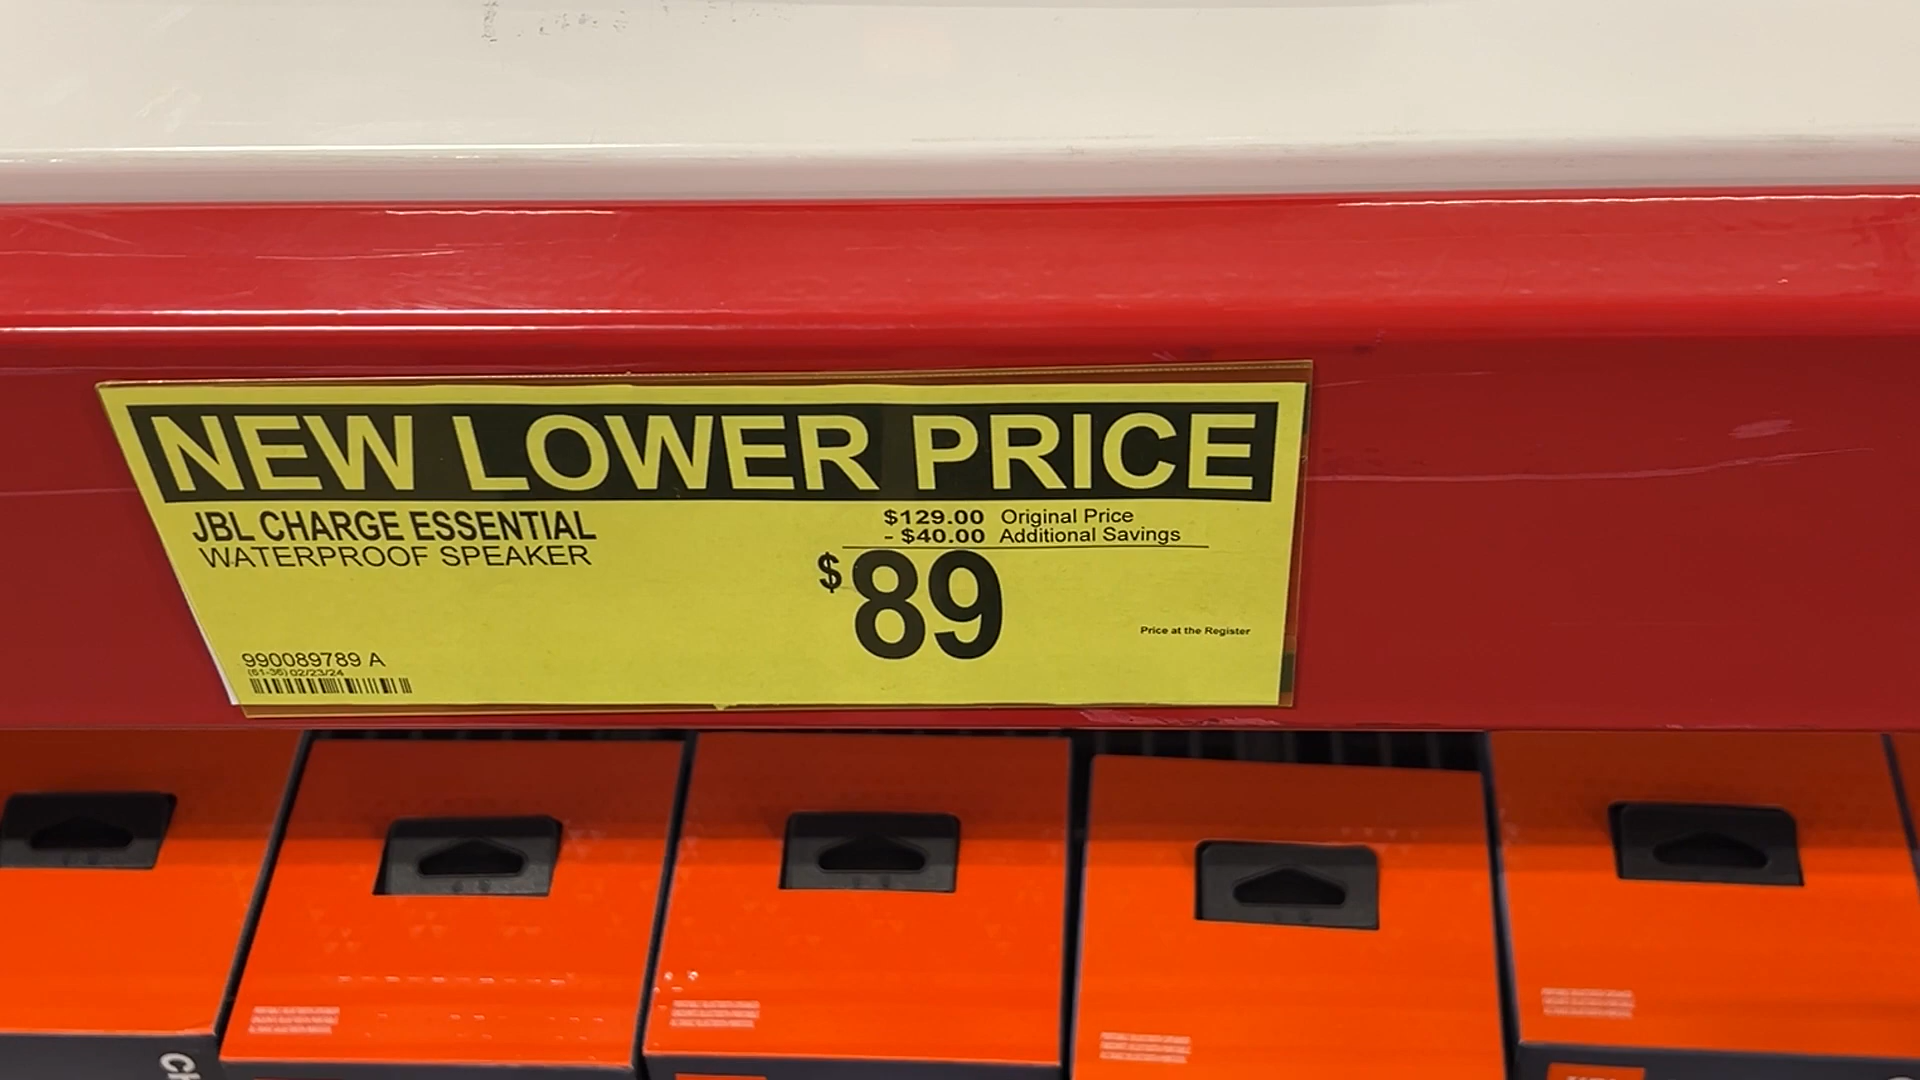 NEW LOWER PRICE
JBL CHARGE ESSENTIAL
WATERPROOF SPEAKER
$129.00 Original Price
- $40.00 Additional Savings
$89
Price at the Register
990089789 A
(61-36) 02/23/24